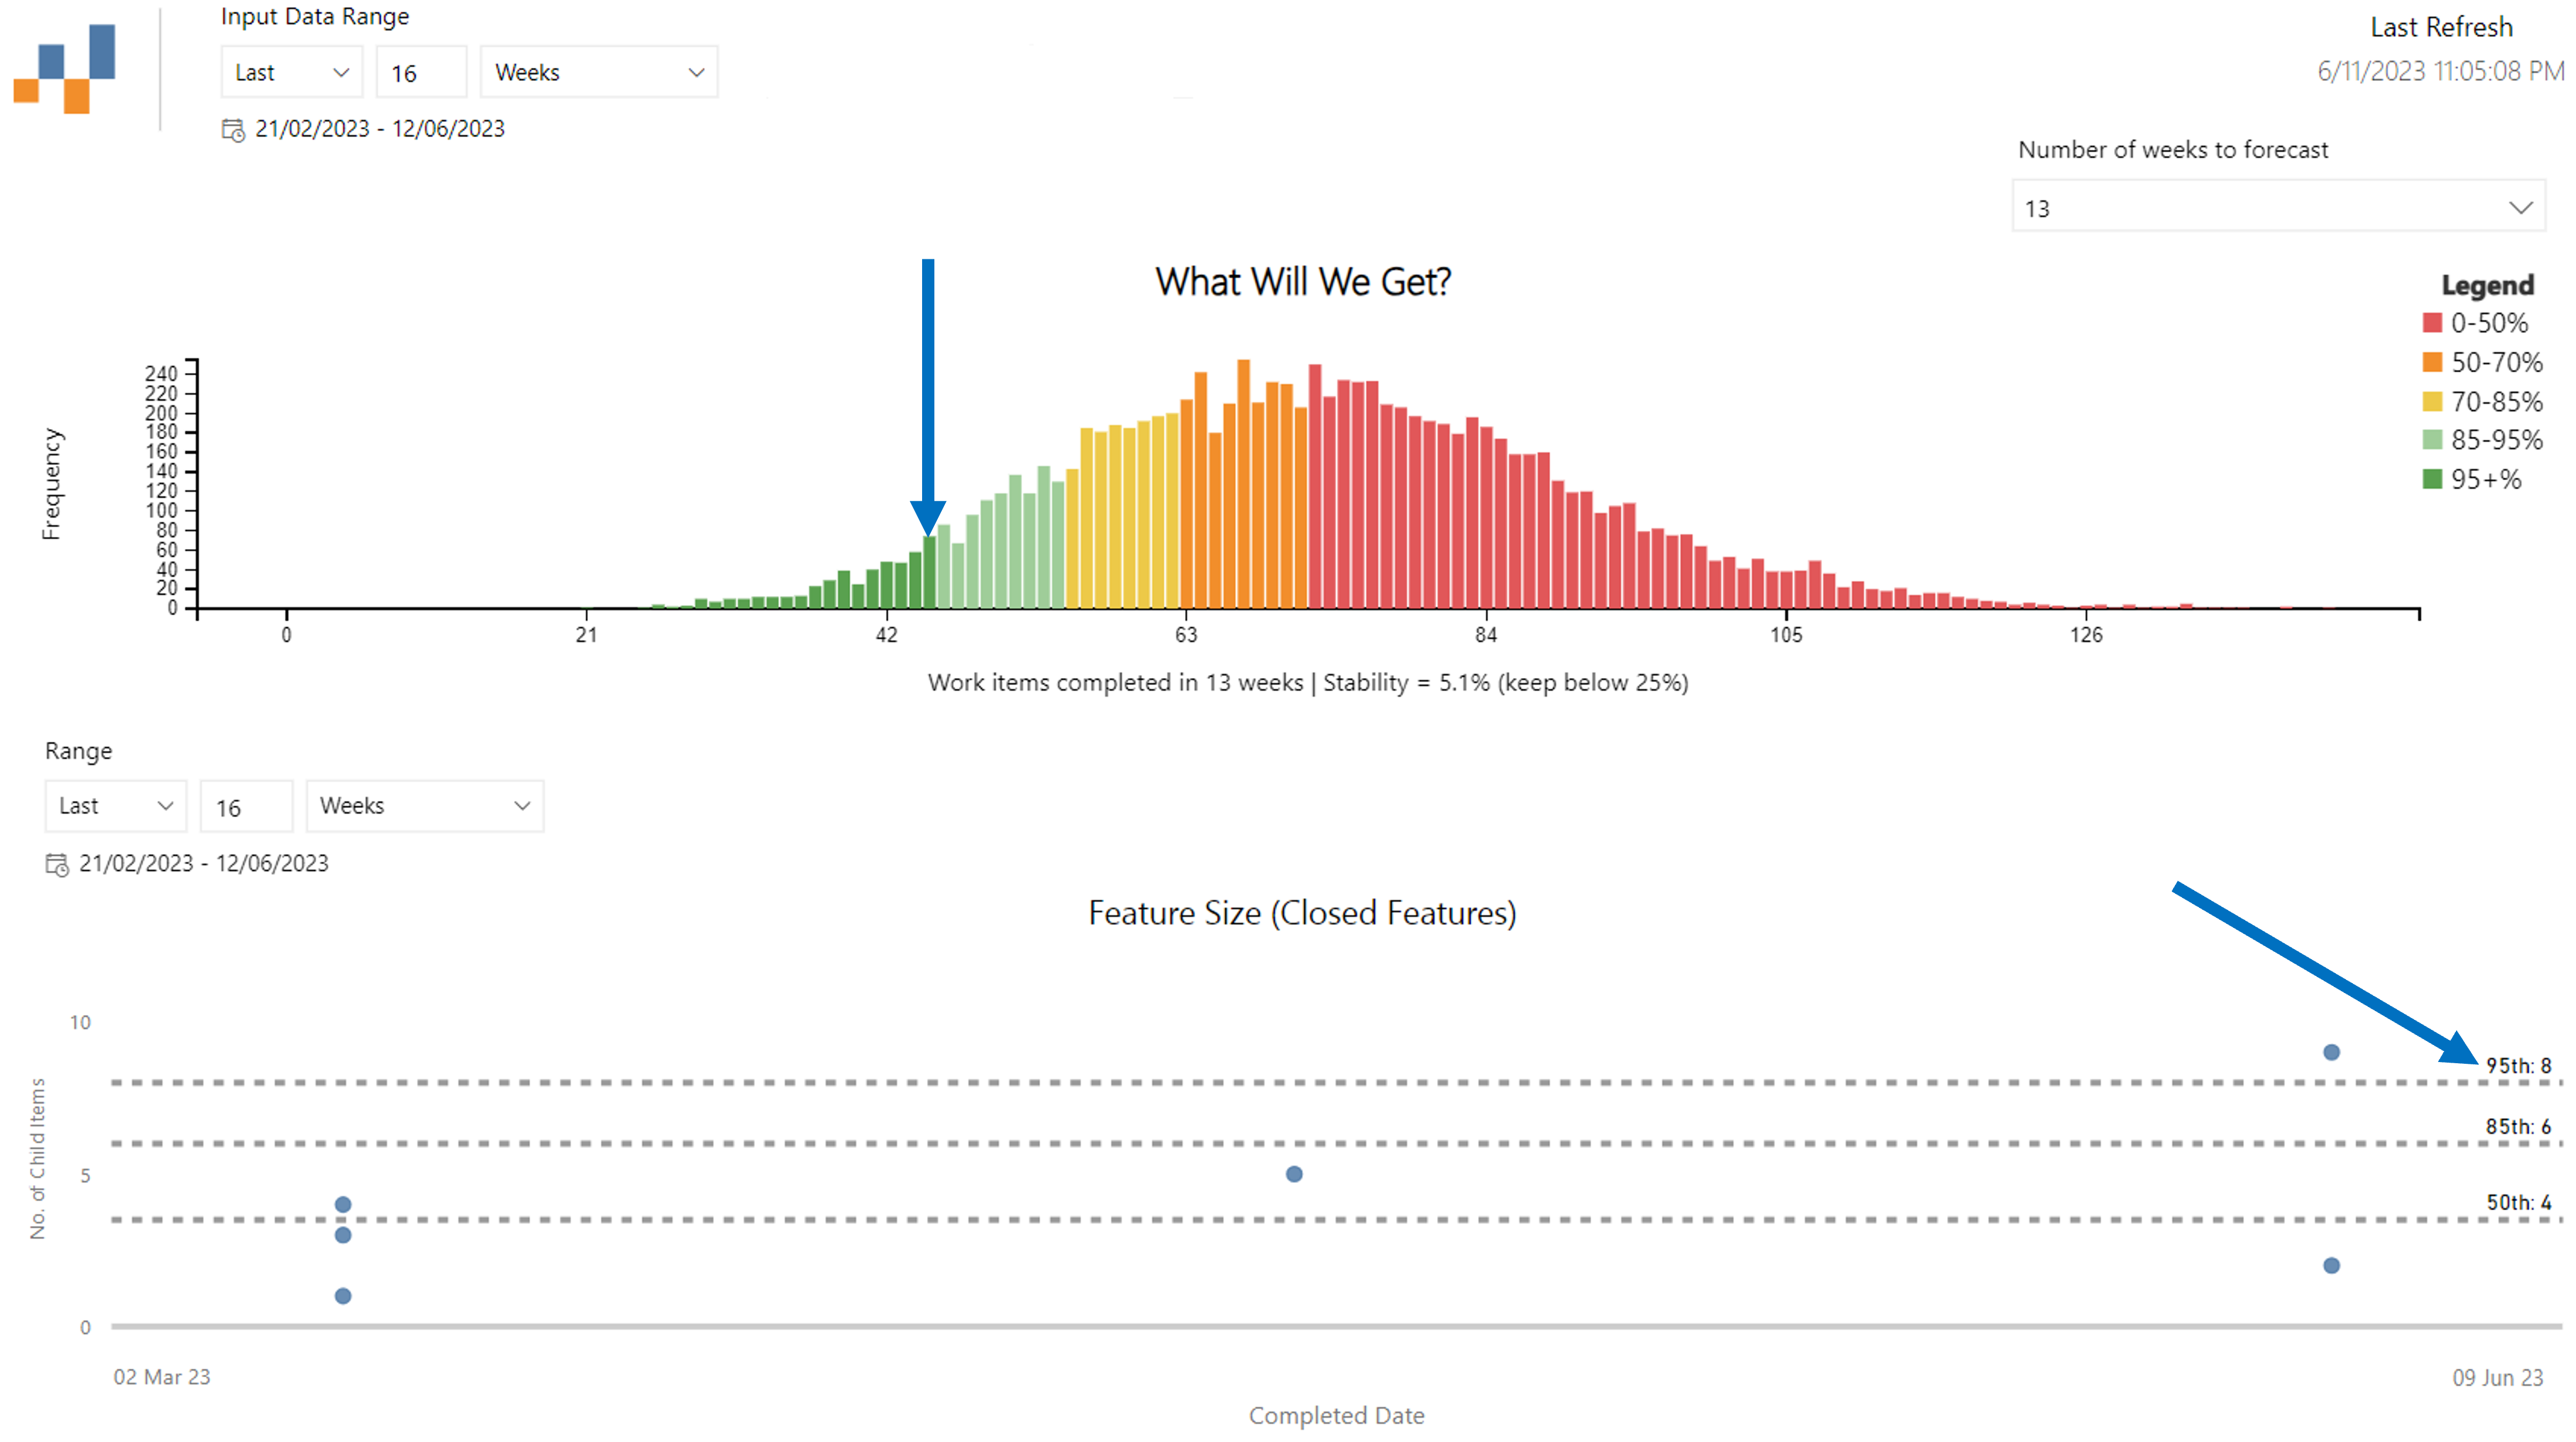 Input Data Range
Last 16 Weeks
21/02/2023 - 12/06/2023
Last Refresh
6/11/2023 11:05:08 PM
Number of weeks to forecast
13
What Will We Get?
Legend
0-50%
50-70%
70-85%
85-95%
95+%
Frequency
240
220
200
180
160
140
120
100
80
60
40
20
0
0 21 42 63 84 105 126
Work items completed in 13 weeks | Stability = 5.1% (keep below 25%)
Range
Last 16 Weeks
21/02/2023 - 12/06/2023
Feature Size (Closed Features)
No. of Child Items
10
5
0
95th: 8
85th: 6
50th: 4
02 Mar 23 09 Jun 23
Completed Date